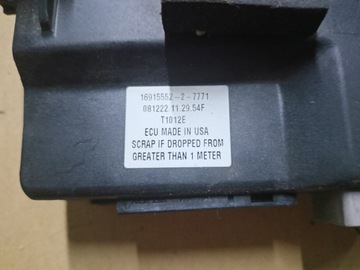 16915552-2-7771
081222 11.29.54F
T1012E
ECU MADE IN USA
SCRAP IF DROPPED FROM
GREATER THAN 1 METER